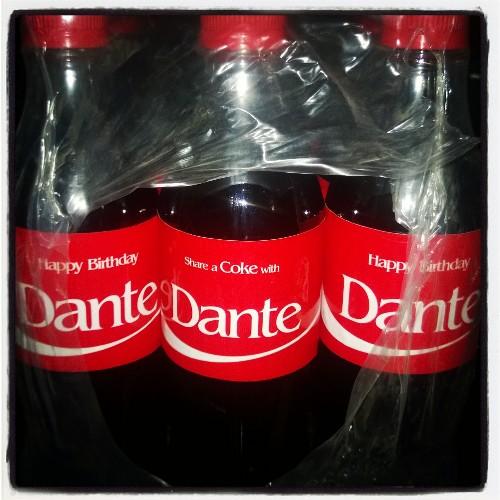 Happy Birthday
Dante
Share a Coke with
Dante
Happy Birthday
Dante